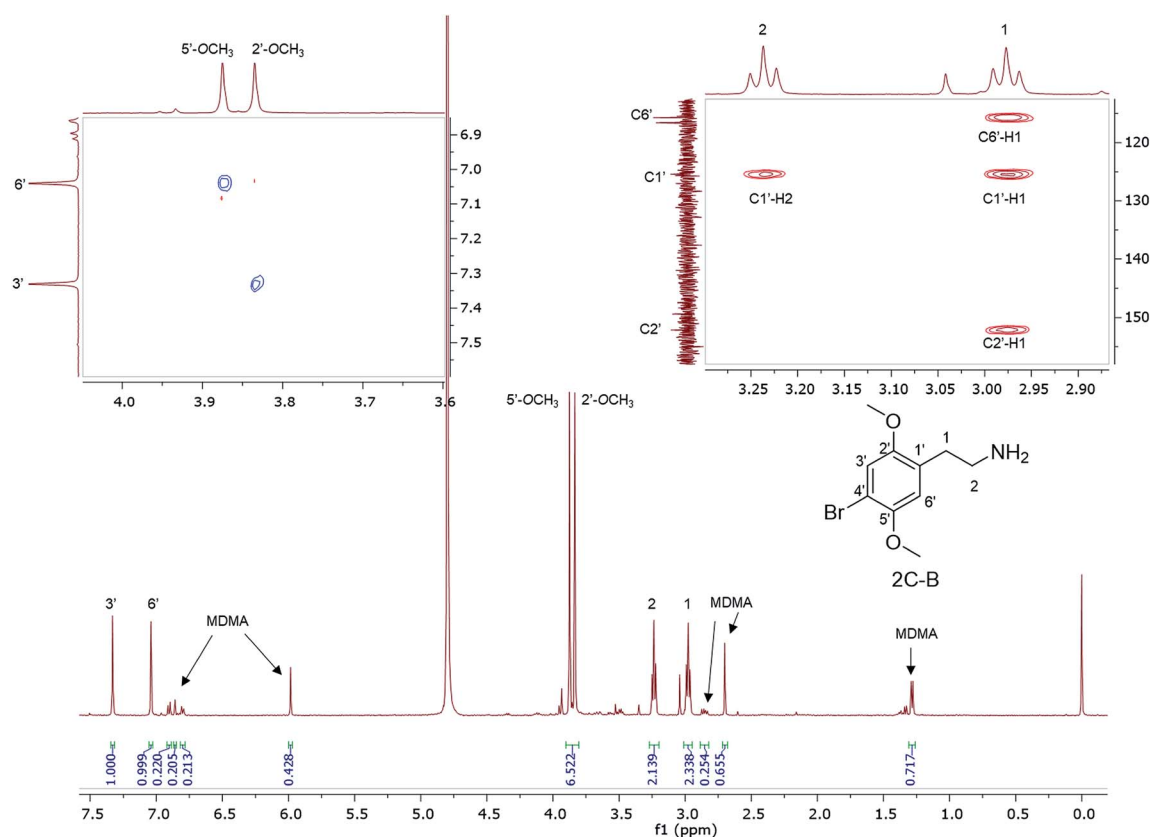 5'-OCH3 2'-OCH3
6'
3'
6.9
7.0
7.1
7.2
7.3
7.4
7.5
4.0 3.9 3.8 3.7 3.6
2 1
C6'
C1'
C2'
C6'-H1
C1'-H2 C1'-H1
C2'-H1
120
130
140
150
3.25 3.20 3.15 3.10 3.05 3.00 2.95 2.90
5'-OCH3 2'-OCH3
O
2' 1' 1 NH2
3' 2
4' 6'
Br 5'
O
2C-B
3' 6' MDMA 2 1 MDMA MDMA
1.000 0.999 0.220 0.205 0.213 0.428 6.522 2.139 2.338 0.254 0.655 0.717
7.5 7.0 6.5 6.0 5.5 5.0 4.5 4.0 3.5 3.0 2.5 2.0 1.5 1.0 0.5 0.0
f1 (ppm)